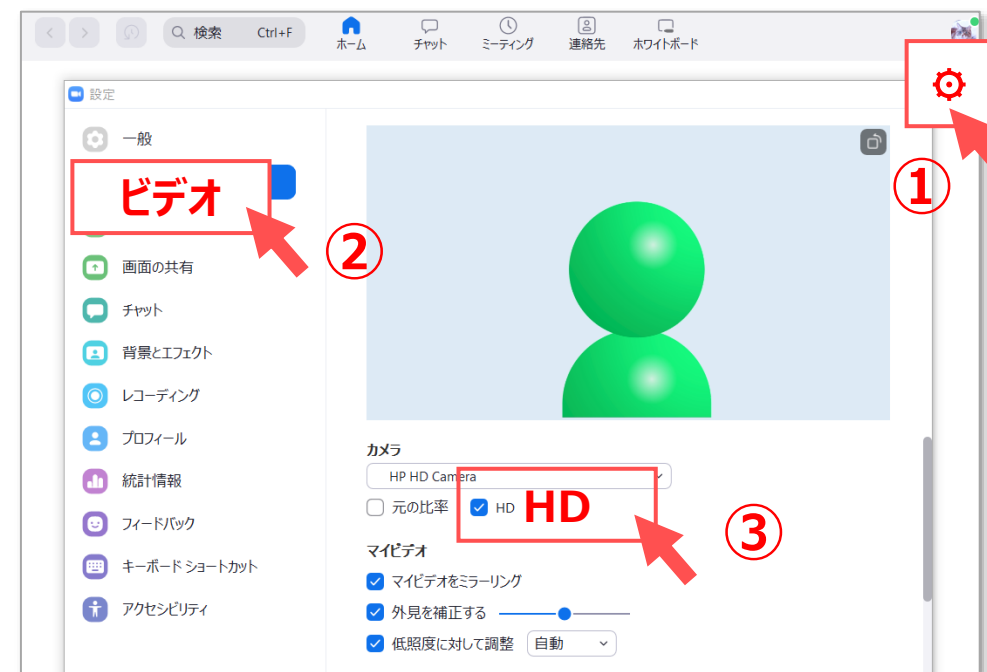 検索 Ctrl+F
ホーム チャット ミーティング 連絡先 ホワイトボード
設定
①
一般
ビデオ
②
画面の共有
チャット
背景とエフェクト
レコーディング
プロフィール
統計情報
フィードバック
キーボード ショートカット
アクセシビリティ
カメラ
HP HD Camera
元の比率 HD HD
③
マイビデオ
マイビデオをミラーリング
外見を補正する
低照度に対して調整 自動